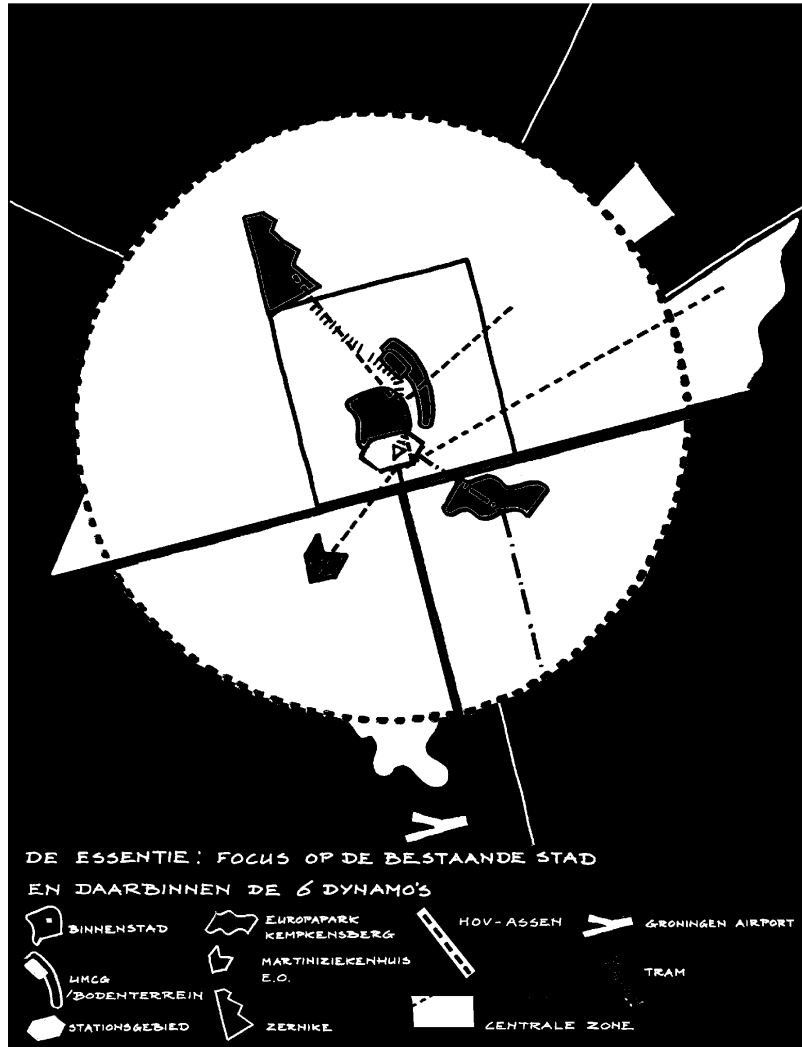 DE ESSENTIE: FOCUS OP DE BESTAANDE STAD
EN DAARBINNEN DE 6 DYNAMO'S
BINNENSTAD
EUROPAPARK
KEMPKENSBERG
HOV-ASSEN
GRONINGEN AIRPORT
UMCG
/BODENTERREIN
MARTINIZIEKENHUIS
E.O.
TRAM
STATIONSGEBIED
ZERNIKE
CENTRALE ZONE